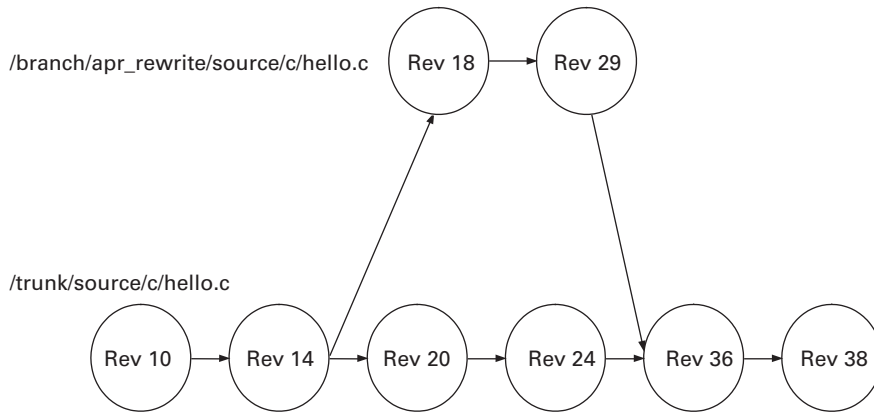 /branch/apr_rewrite/source/c/hello.c
Rev 18
Rev 29
/trunk/source/c/hello.c
Rev 10
Rev 14
Rev 20
Rev 24
Rev 36
Rev 38